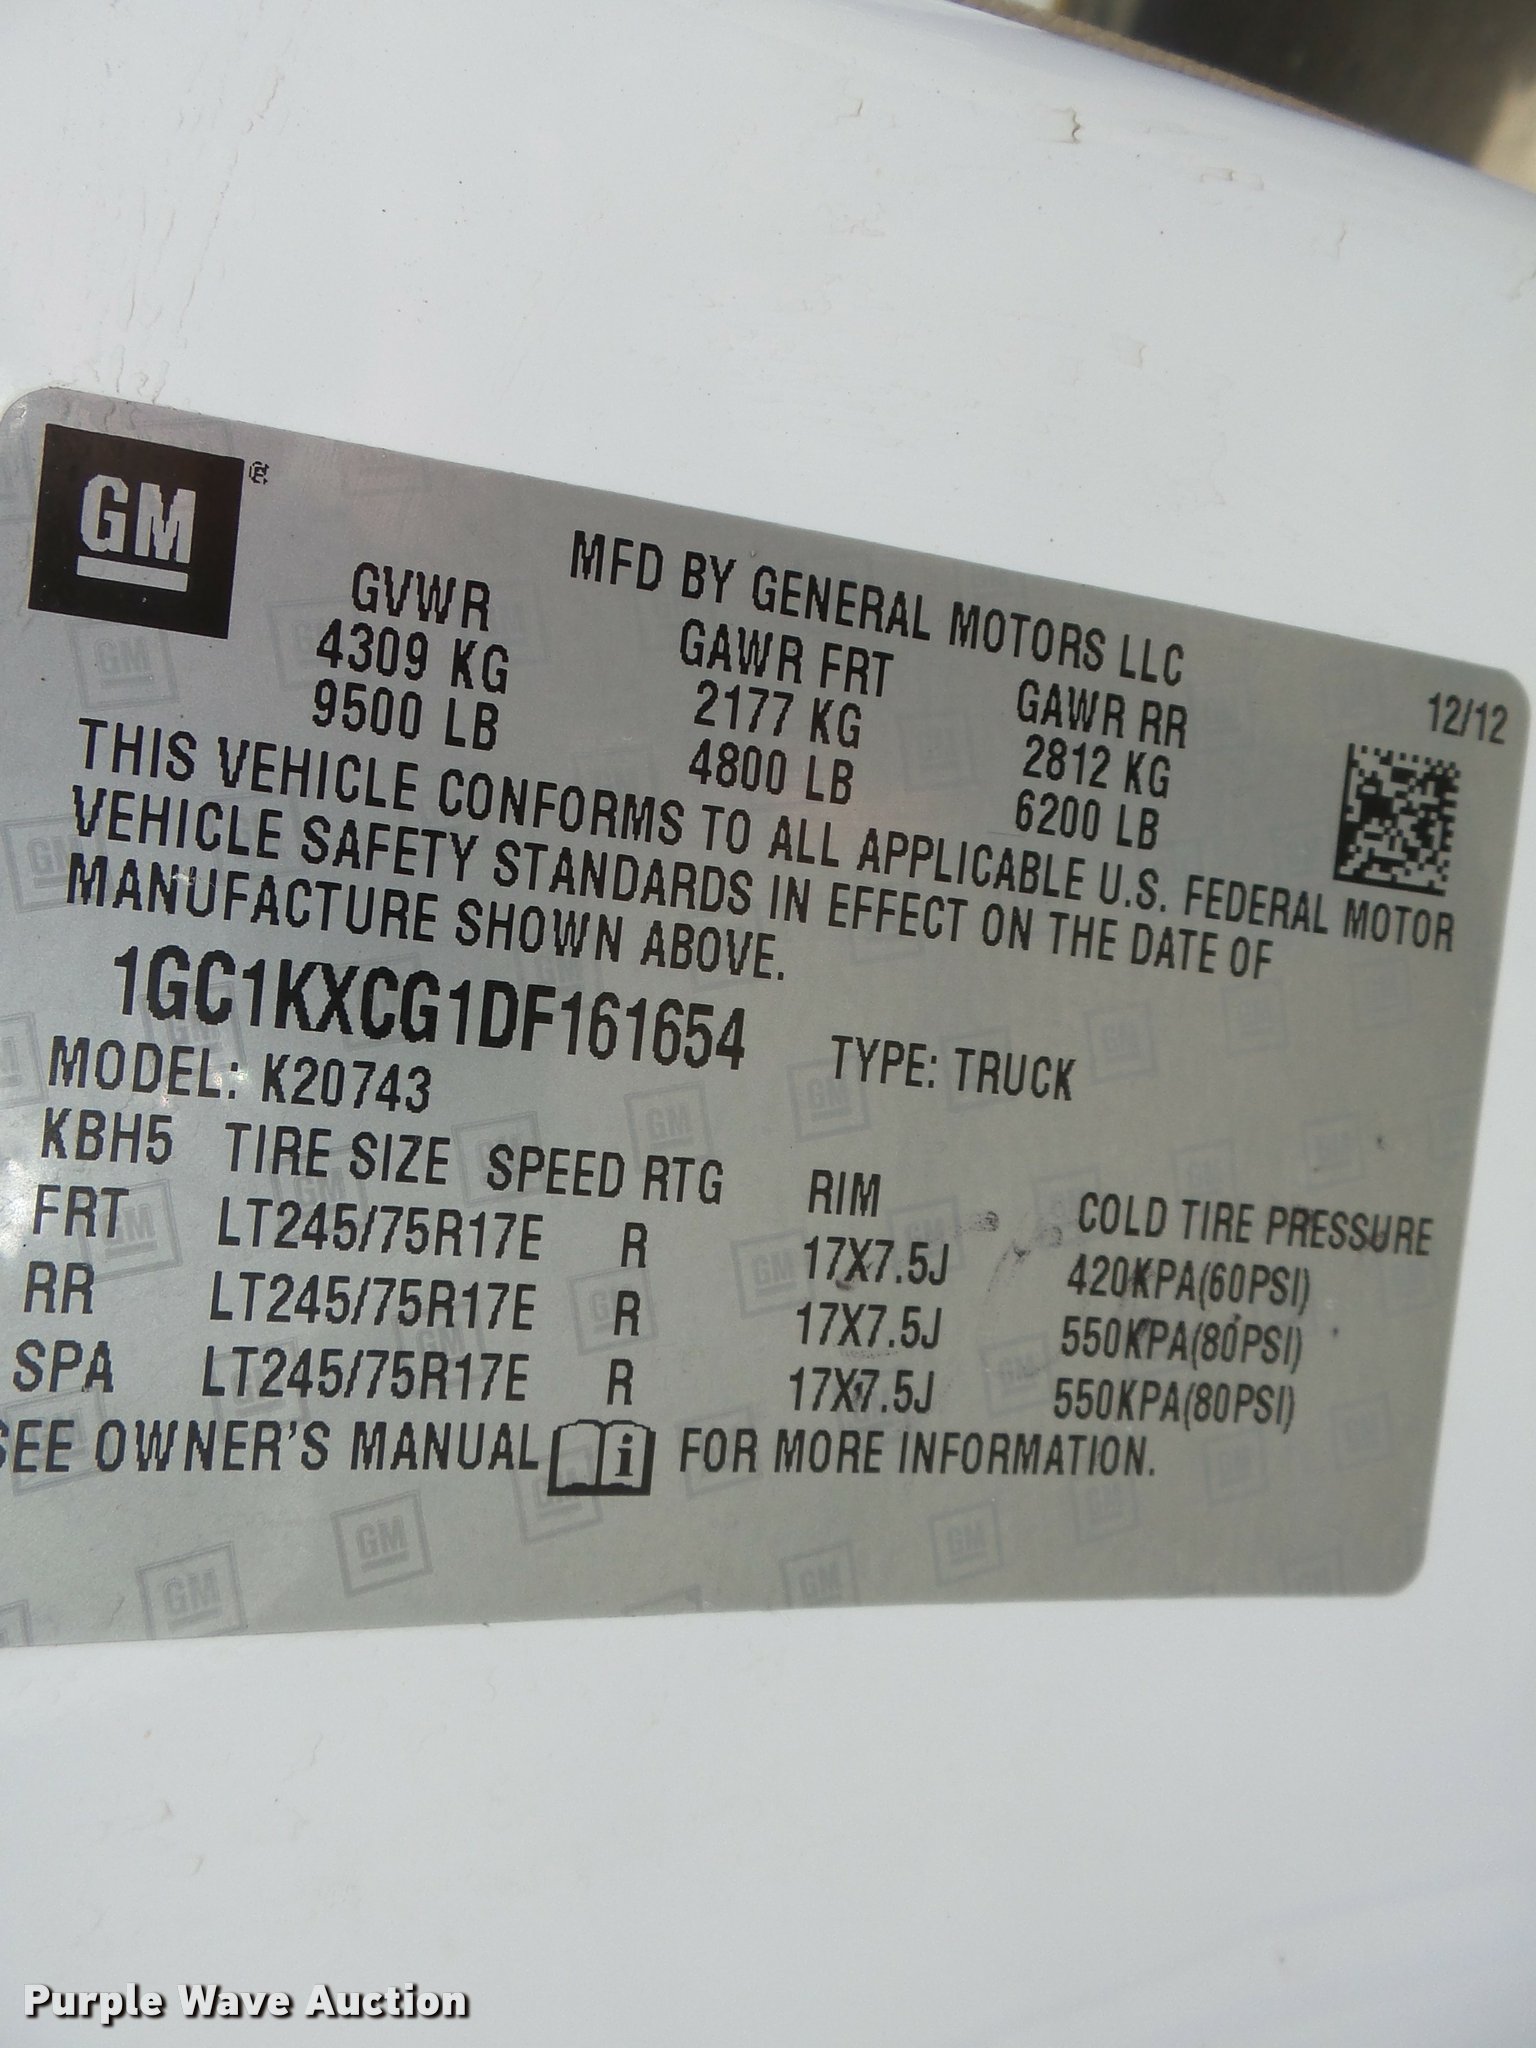 GM
MFD BY GENERAL MOTORS LLC
GVWR GAWR FRT GAWR RR 12/12
4309 KG 2177 KG 2812 KG
9500 LB 4800 LB 6200 LB
THIS VEHICLE CONFORMS TO ALL APPLICABLE U.S. FEDERAL MOTOR
VEHICLE SAFETY STANDARDS IN EFFECT ON THE DATE OF
MANUFACTURE SHOWN ABOVE.
1GC1KXCG1DF161654 TYPE: TRUCK
MODEL: K20743
KBH5 TIRE SIZE SPEED RTG RIM COLD TIRE PRESSURE
FRT LT245/75R17E R 17X7.5J 420KPA(60PSI)
RR LT245/75R17E R 17X7.5J 550KPA(80PSI)
SPA LT245/75R17E R 17X7.5J 550KPA(80PSI)
SEE OWNER'S MANUAL i FOR MORE INFORMATION.
Purple Wave Auction